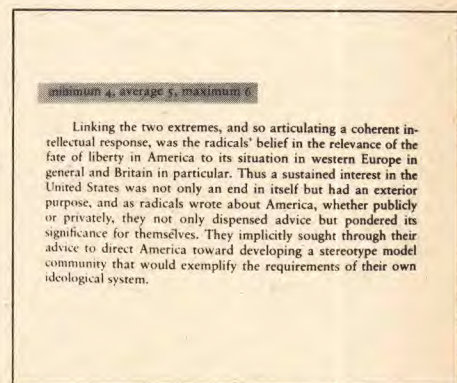 minimum 4, average 5, maximum 6
Linking the two extremes, and so articulating a coherent in-
tellectual response, was the radicals' belief in the relevance of the
fate of liberty in America to its situation in western Europe in
general and Britain in particular. Thus a sustained interest in the
United States was not only an end in itself but had an exterior
purpose, and as radicals wrote about America, whether publicly
or privately, they not only dispensed advice but pondered its
significance for themselves. They implicitly sought through their
advice to direct America toward developing a stereotype model
community that would exemplify the requirements of their own
ideological system.